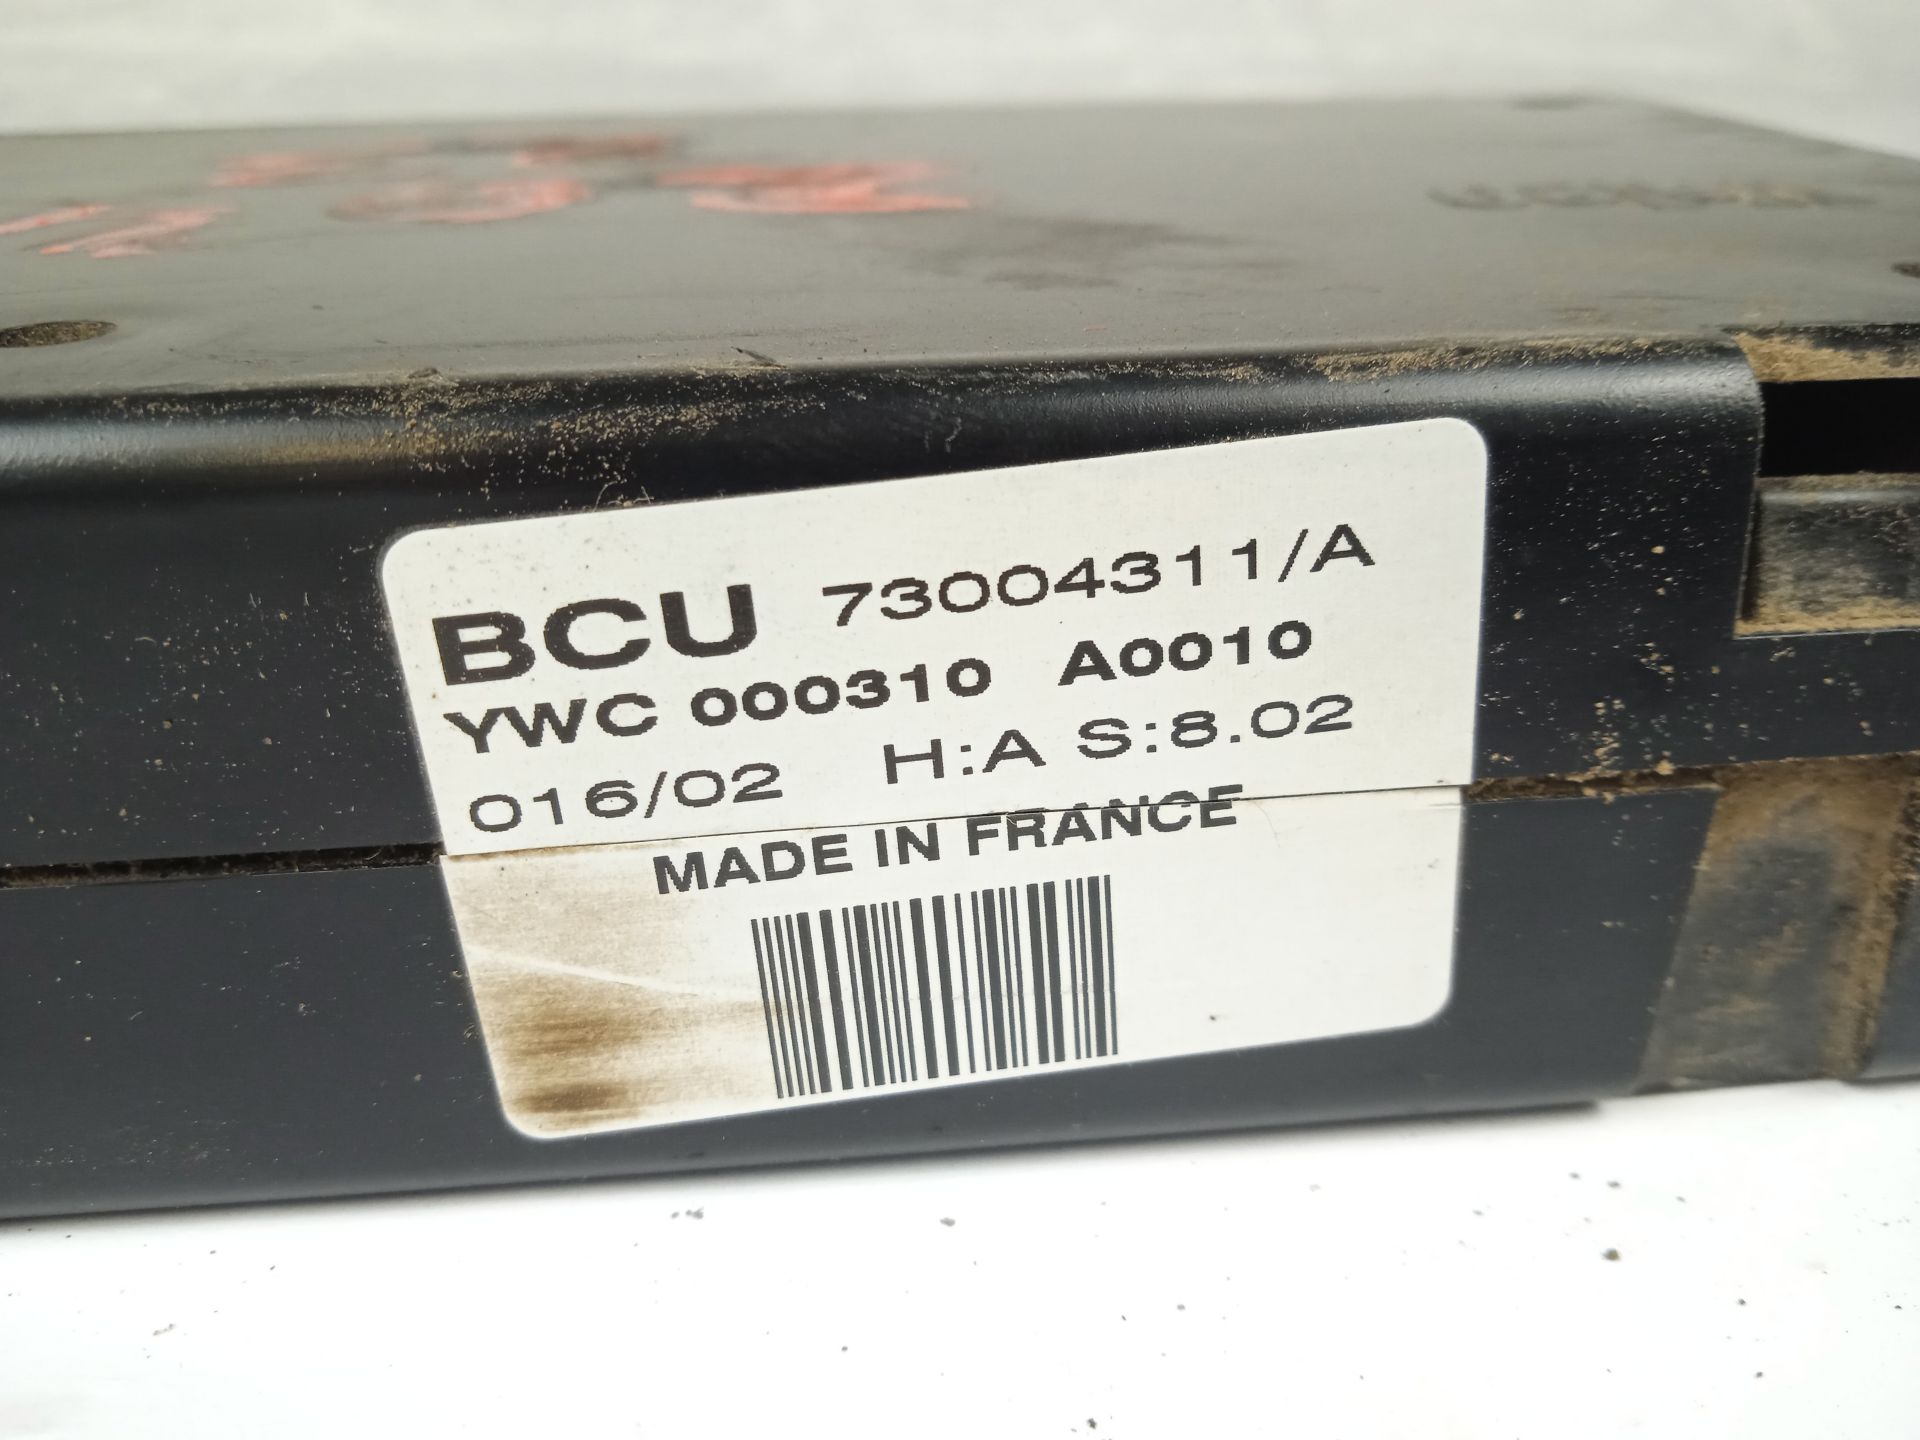 BCU 73004311/A
YWC 000310 A0010
016/02 H:A S:8.02
MADE IN FRANCE